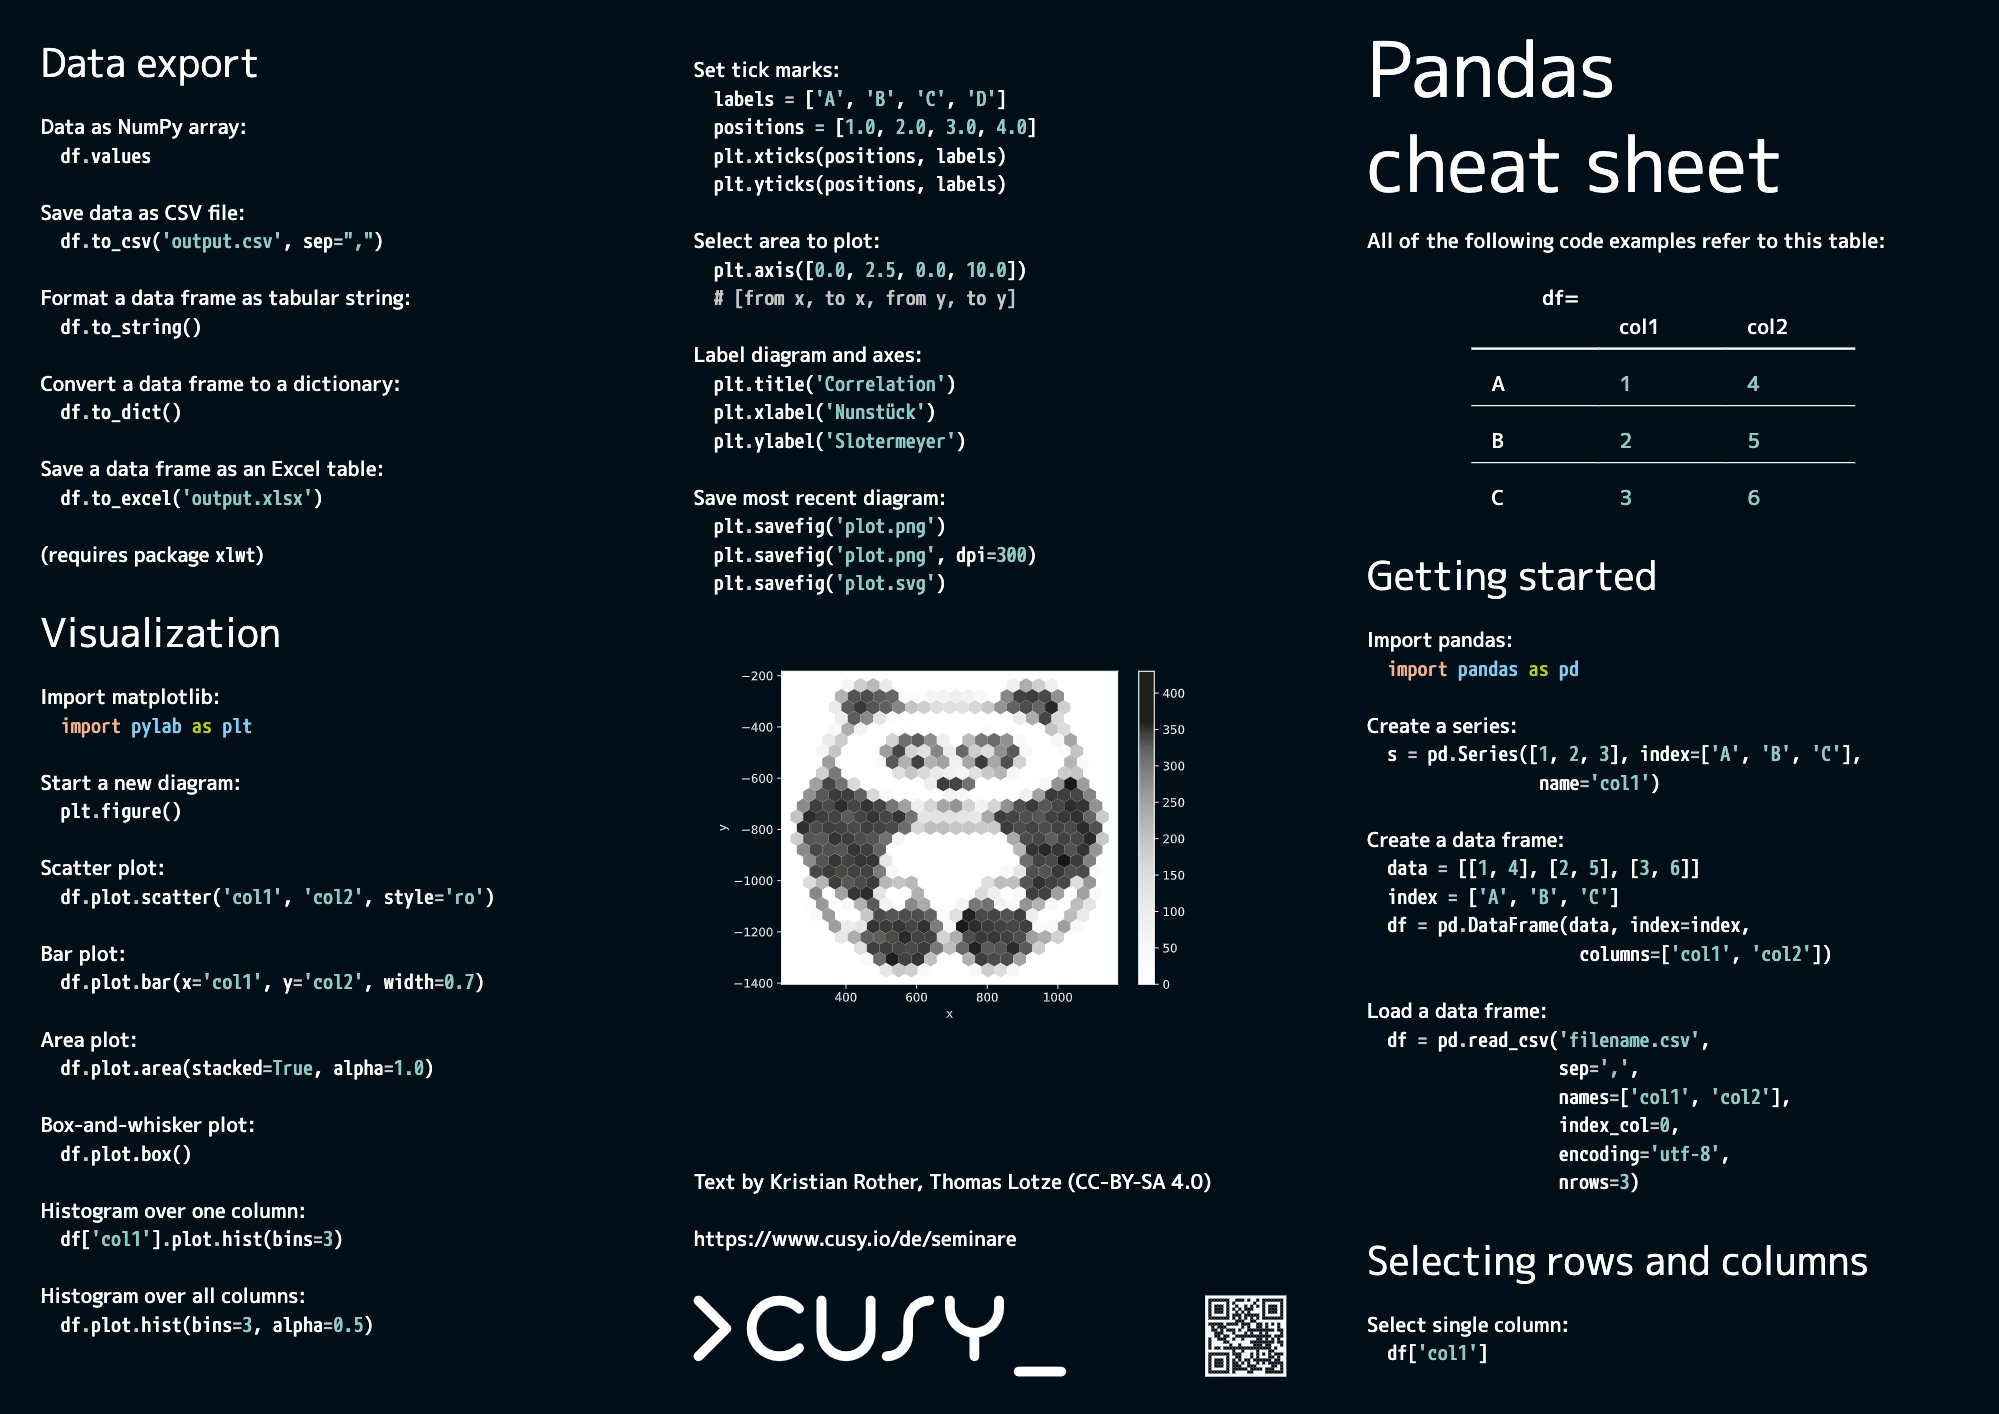 Data export
Data as NumPy array:
df.values
Save data as CSV file:
df.to_csv('output.csv', sep=",")
Format a data frame as tabular string:
df.to_string()
Convert a data frame to a dictionary:
df.to_dict()
Save a data frame as an Excel table:
df.to_excel('output.xlsx')
(requires package xlwt)
Visualization
Import matplotlib:
import pylab as plt
Start a new diagram:
plt.figure()
Scatter plot:
df.plot.scatter('col1', 'col2', style='ro')
Bar plot:
df.plot.bar(x='col1', y='col2', width=0.7)
Area plot:
df.plot.area(stacked=True, alpha=1.0)
Box-and-whisker plot:
df.plot.box()
Histogram over one column:
df['col1'].plot.hist(bins=3)
Histogram over all columns:
df.plot.hist(bins=3, alpha=0.5)
Set tick marks:
labels = ['A', 'B', 'C', 'D']
positions = [1.0, 2.0, 3.0, 4.0]
plt.xticks(positions, labels)
plt.yticks(positions, labels)
Select area to plot:
plt.axis([0.0, 2.5, 0.0, 10.0])
# [from x, to x, from y, to y]
Label diagram and axes:
plt.title('Correlation')
plt.xlabel('Nunstück')
plt.ylabel('Slotermeyer')
Save most recent diagram:
plt.savefig('plot.png')
plt.savefig('plot.png', dpi=300)
plt.savefig('plot.svg')
y
−200
−400
−600
−800
−1000
−1200
−1400
400 600 800 1000
x
400
350
300
250
200
150
100
50
0
Text by Kristian Rother, Thomas Lotze (CC-BY-SA 4.0)
https://www.cusy.io/de/seminare
>CUSY_
Pandas
cheat sheet
All of the following code examples refer to this table:
df=
col1 col2
A 1 4
B 2 5
C 3 6
Getting started
Import pandas:
import pandas as pd
Create a series:
s = pd.Series([1, 2, 3], index=['A', 'B', 'C'],
name='col1')
Create a data frame:
data = [[1, 4], [2, 5], [3, 6]]
index = ['A', 'B', 'C']
df = pd.DataFrame(data, index=index,
columns=['col1', 'col2'])
Load a data frame:
df = pd.read_csv('filename.csv',
sep=',',
names=['col1', 'col2'],
index_col=0,
encoding='utf-8',
nrows=3)
Selecting rows and columns
Select single column:
df['col1']